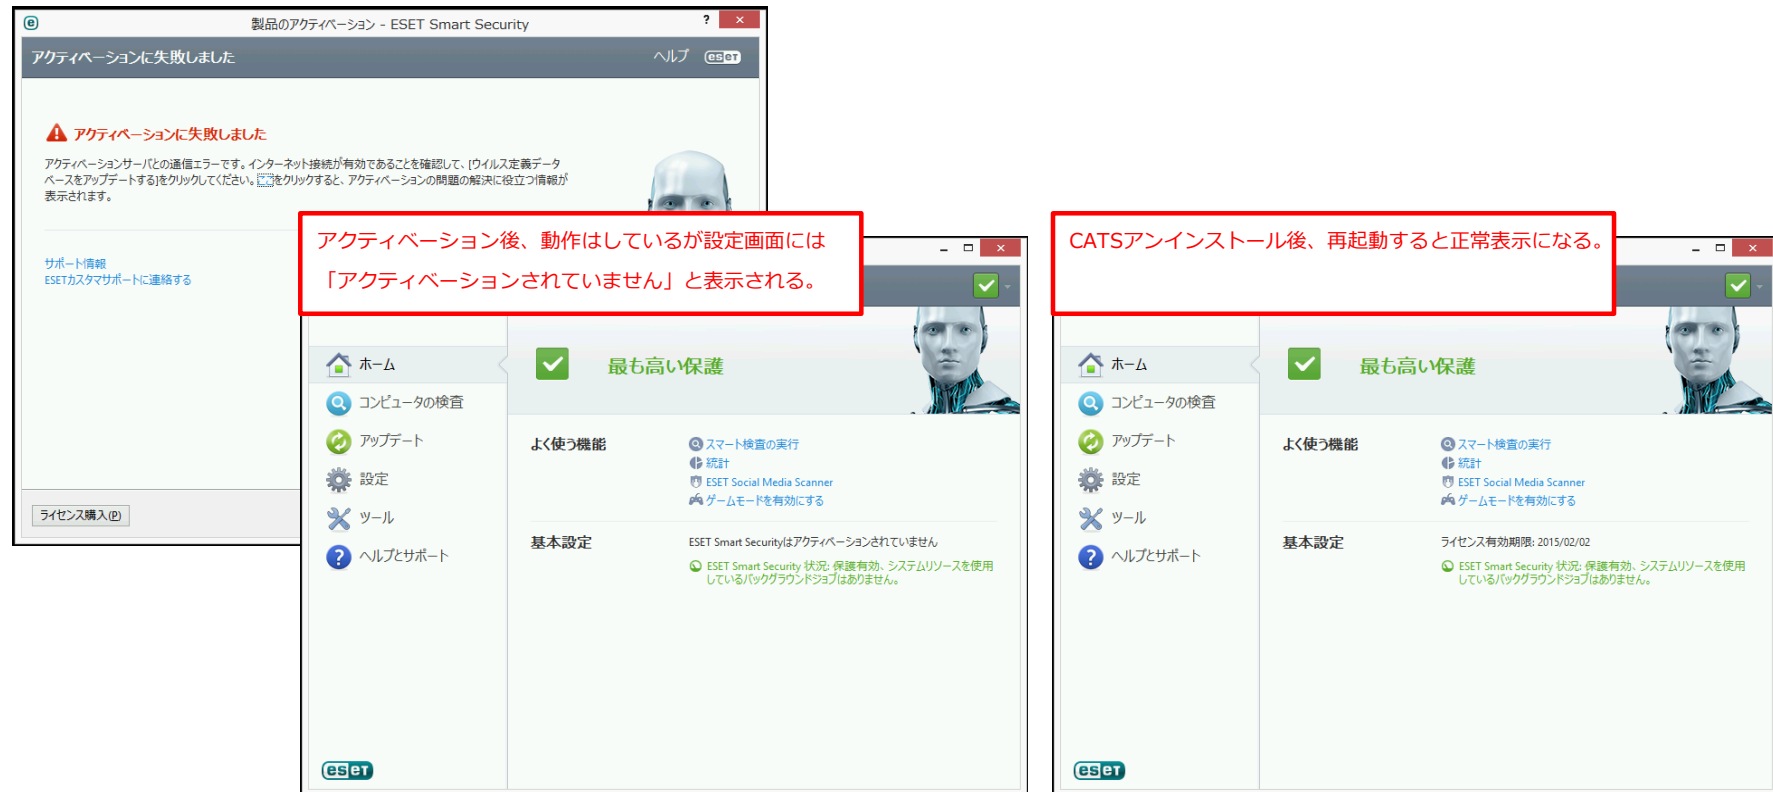 製品のアクティベーション - ESET Smart Security
?
アクティベーションに失敗しました
ヘルプ
eseT
アクティベーションに失敗しました
アクティベーションサーバとの通信エラーです。インターネット接続が有効であることを確認して、[ウイルス定義データ
ベースをアップデートする]をクリックしてください。ここをクリックすると、アクティベーションの問題の解決に役立つ情報が
表示されます。
サポート情報
ESETカスタマサポートに連絡する
ライセンス購入(P)
アクティベーション後、動作はしているが設定画面には
「アクティベーションされていません」と表示される。
ホーム
コンピュータの検査
アップデート
設定
ツール
ヘルプとサポート
最も高い保護
よく使う機能
スマート検査の実行
統計
ESET Social Media Scanner
ゲームモードを有効にする
基本設定
ESET Smart Securityはアクティベーションされていません
ESET Smart Security 状況: 保護有効、システムリソースを使用
しているバックグラウンドジョブはありません。
eseT
CATSアンインストール後、再起動すると正常表示になる。
ホーム
コンピュータの検査
アップデート
設定
ツール
ヘルプとサポート
最も高い保護
よく使う機能
スマート検査の実行
統計
ESET Social Media Scanner
ゲームモードを有効にする
基本設定
ライセンス有効期限: 2015/02/02
ESET Smart Security 状況: 保護有効、システムリソースを使用
しているバックグラウンドジョブはありません。
eseT